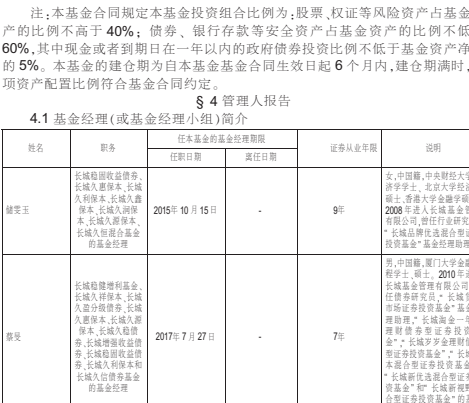 注:本基金合同规定本基金投资组合比例为:股票、权证等风险资产占基金
产的比例不高于 40%; 债券、银行存款等安全资产占基金资产的比例不低
60%,其中现金或者到期日在一年以内的政府债券投资比例不低于基金资产净
的 5%。本基金的建仓期为自本基金基金合同生效日起 6 个月内,建仓期满时,
项资产配置比例符合基金合同约定。
§ 4 管理人报告
4.1 基金经理(或基金经理小组)简介
姓名 职务 任本基金的基金经理期限 证券从业年限 说明
任职日期 离任日期
储雯玉 2015年 10 月 15日 - 9年
长城稳固收益债券、
长城久惠保本、长城
久利保本、长城久鑫
保本、长城久润保
本、长城久源保本、
长城久恒混合基金
的基金经理
女,中国籍,中央财经大学
济学学士、北京大学经济
硕士、香港大学金融学硕
2008 年进入长城基金管
有限公司,曾任行业研究
“长城品牌优选混合型证
投资基金”基金经理助理
蔡旻 2017年 7 月 27日 - 7年
长城稳健增利基金、
长城久祥保本、长城
久盈分级债券、长城
久惠保本、长城久源
保本、长城久稳债
券、长城增强收益债
券、长城稳固收益债
券、长城久利保本和
长城久信债券基金
的基金经理
男,中国籍,厦门大学金融
程学士、硕士。2010 年进
长城基金管理有限公司
任债券研究员,“长城货
市场证券投资基金”基金
理助理,“长城淘金一年
理财债券型证券投资
金”,“长城岁岁金理财债
型证券投资基金”,“长城
本混合型证券投资基金
“长城新优选混合型证券
资基金”和“长城新视野
合型证券投资基金”的基